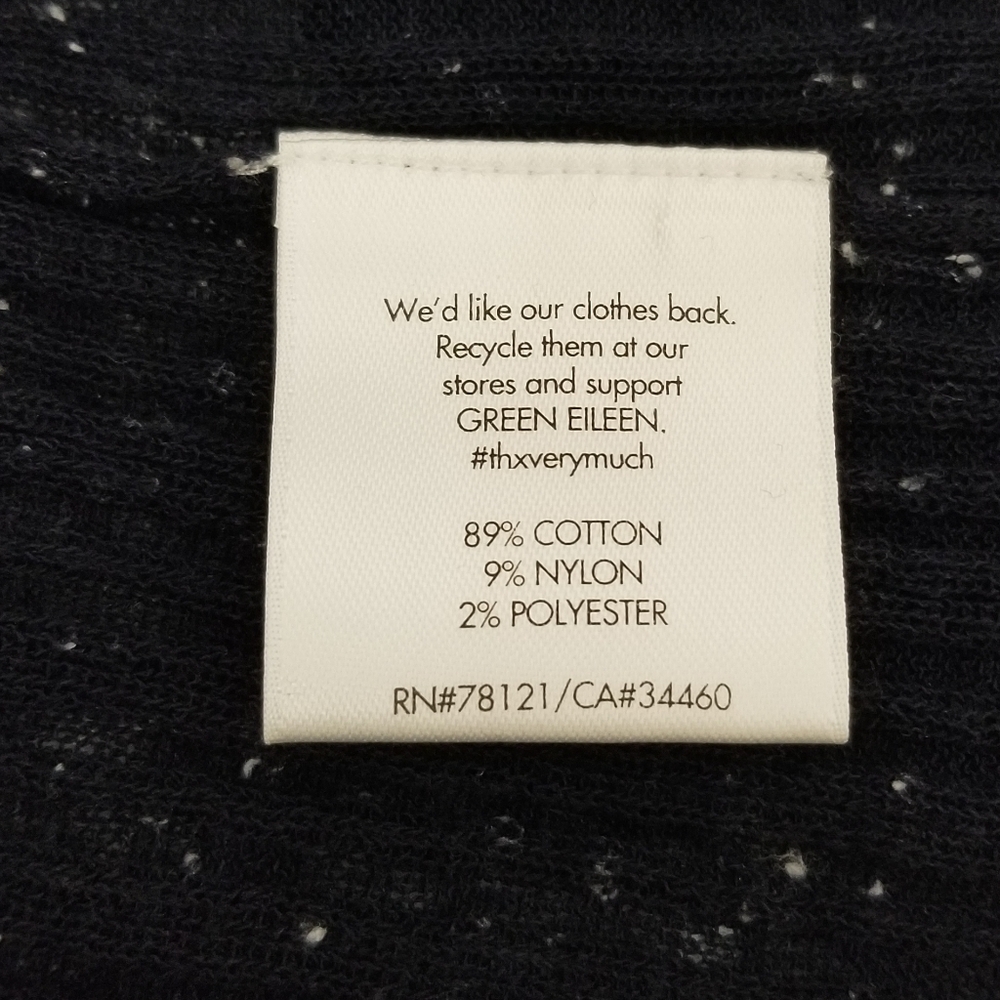 We'd like our clothes back.
Recycle them at our
stores and support
GREEN EILEEN.
#thxverymuch
89% COTTON
9% NYLON
2% POLYESTER
RN#78121/CA#34460